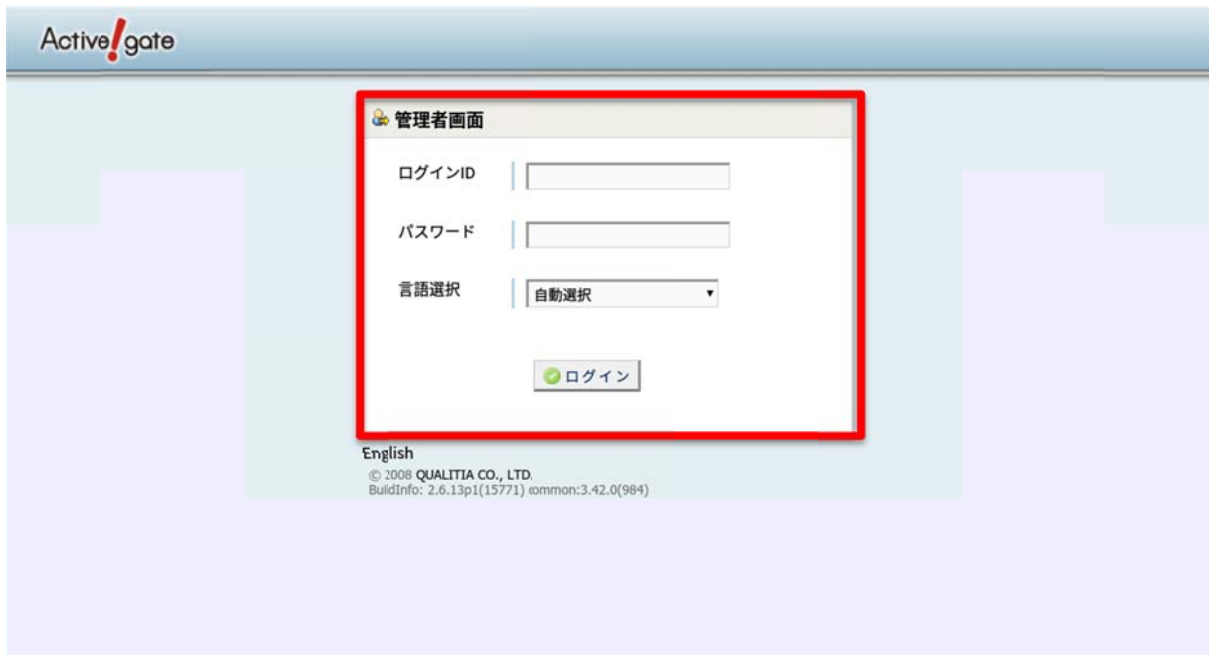 Active! gate
管理者画面
ログインID
パスワード
言語選択
自動選択
ログイン
English
© 2008 QUALITIA CO., LTD.
BuildInfo: 2.6.13p1(15771) common:3.42.0(984)